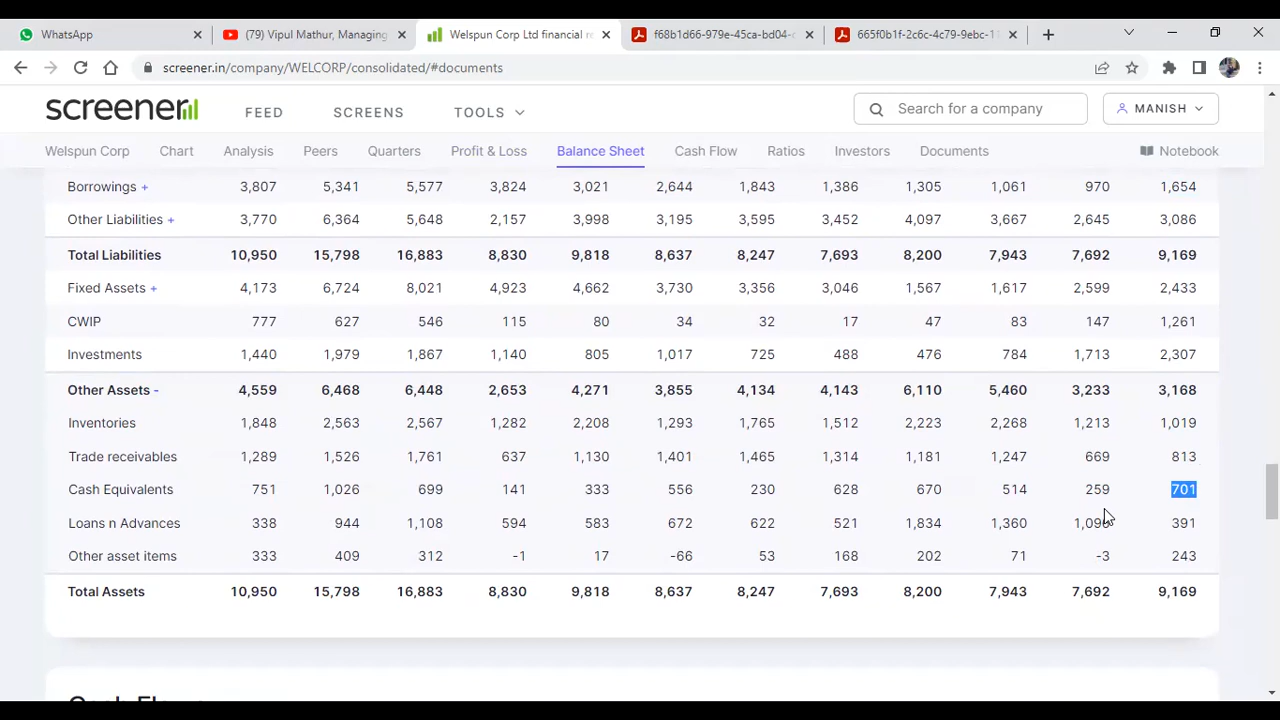 WhatsApp
(79) Vipul Mathur, Managing
Welspun Corp Ltd financial re
f68b1d66-979e-45ca-bd04-c
665f0b1f-2c6c-4c79-9ebc-11
screener.in/company/WELCORP/consolidated/#documents
screener
FEED SCREENS TOOLS
Search for a company
MANISH
Welspun Corp Chart Analysis Peers Quarters Profit & Loss Balance Sheet Cash Flow Ratios Investors Documents Notebook
Borrowings + 3,807 5,341 5,577 3,824 3,021 2,644 1,843 1,386 1,305 1,061 970 1,654
Other Liabilities + 3,770 6,364 5,648 2,157 3,998 3,195 3,595 3,452 4,097 3,667 2,645 3,086
Total Liabilities 10,950 15,798 16,883 8,830 9,818 8,637 8,247 7,693 8,200 7,943 7,692 9,169
Fixed Assets + 4,173 6,724 8,021 4,923 4,662 3,730 3,356 3,046 1,567 1,617 2,599 2,433
CWIP 777 627 546 115 80 34 32 17 47 83 147 1,261
Investments 1,440 1,979 1,867 1,140 805 1,017 725 488 476 784 1,713 2,307
Other Assets - 4,559 6,468 6,448 2,653 4,271 3,855 4,134 4,143 6,110 5,460 3,233 3,168
Inventories 1,848 2,563 2,567 1,282 2,208 1,293 1,765 1,512 2,223 2,268 1,213 1,019
Trade receivables 1,289 1,526 1,761 637 1,130 1,401 1,465 1,314 1,181 1,247 669 813
Cash Equivalents 751 1,026 699 141 333 556 230 628 670 514 259 701
Loans n Advances 338 944 1,108 594 583 672 622 521 1,834 1,360 391
Other asset items 333 409 312 -1 17 -66 53 168 202 71 -3 243
Total Assets 10,950 15,798 16,883 8,830 9,818 8,637 8,247 7,693 8,200 7,943 7,692 9,169